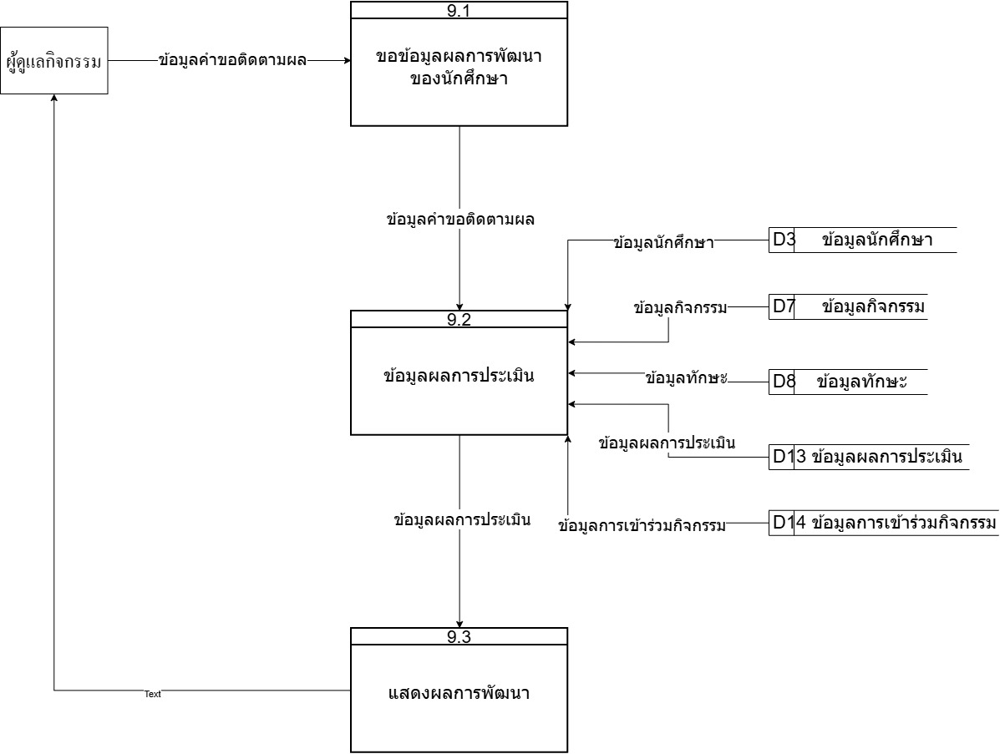 9.1
ผู้ดูแลกิจกรรม
ข้อมูลคำขอติดตามผล
ขอข้อมูลผลการพัฒนา
ของนักศึกษา
ข้อมูลคำขอติดตามผล
ข้อมูลนักศึกษา
D3 ข้อมูลนักศึกษา
ข้อมูลกิจกรรม
D7 ข้อมูลกิจกรรม
9.2
ข้อมูลผลการประเมิน
ข้อมูลทักษะ
D8 ข้อมูลทักษะ
ข้อมูลผลการประเมิน
D13 ข้อมูลผลการประเมิน
ข้อมูลผลการประเมิน
ข้อมูลการเข้าร่วมกิจกรรม
D14 ข้อมูลการเข้าร่วมกิจกรรม
9.3
แสดงผลการพัฒนา
Text